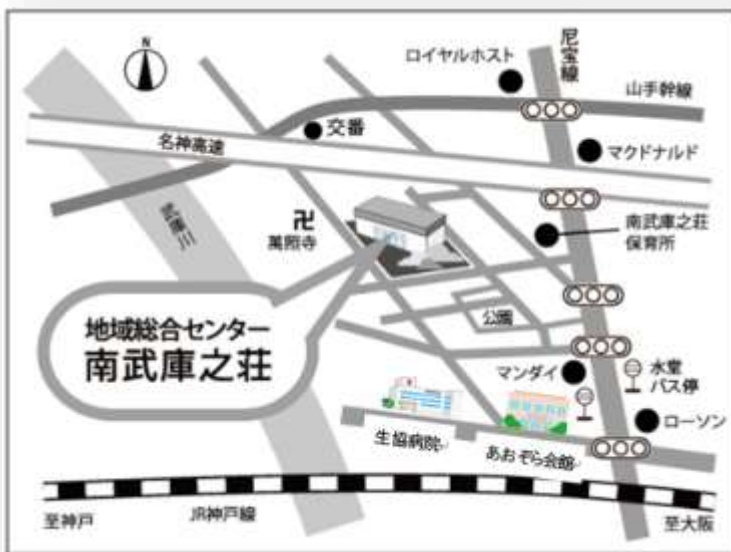 N
ロイヤルホスト
尼宝線
山手幹線
交番
名神高速
マクドナルド
武庫川
卍
萬照寺
南武庫之荘
保育所
地域総合センター
南武庫之荘
公園
マンダイ
水堂
バス停
ローソン
生協病院
あおぞら会館
至神戸
JR神戸線
至大阪